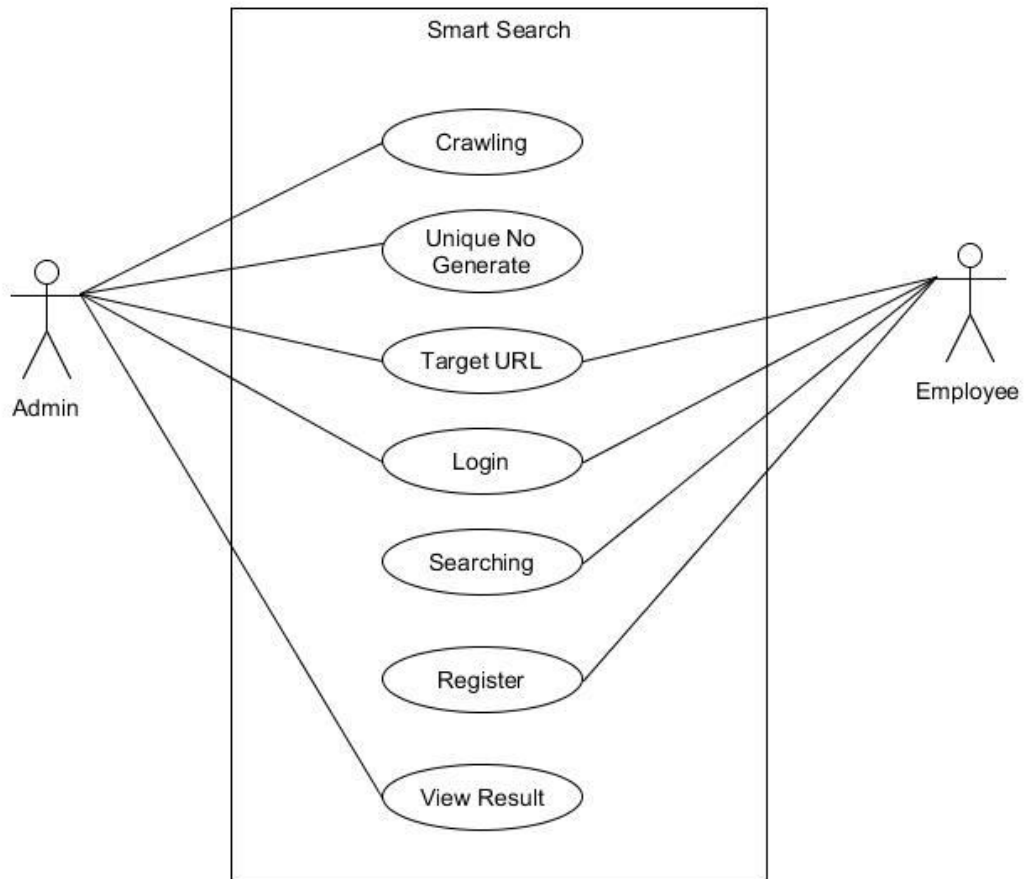 Smart Search
Crawling
Unique No
Generate
Target URL
Admin
Employee
Login
Searching
Register
View Result